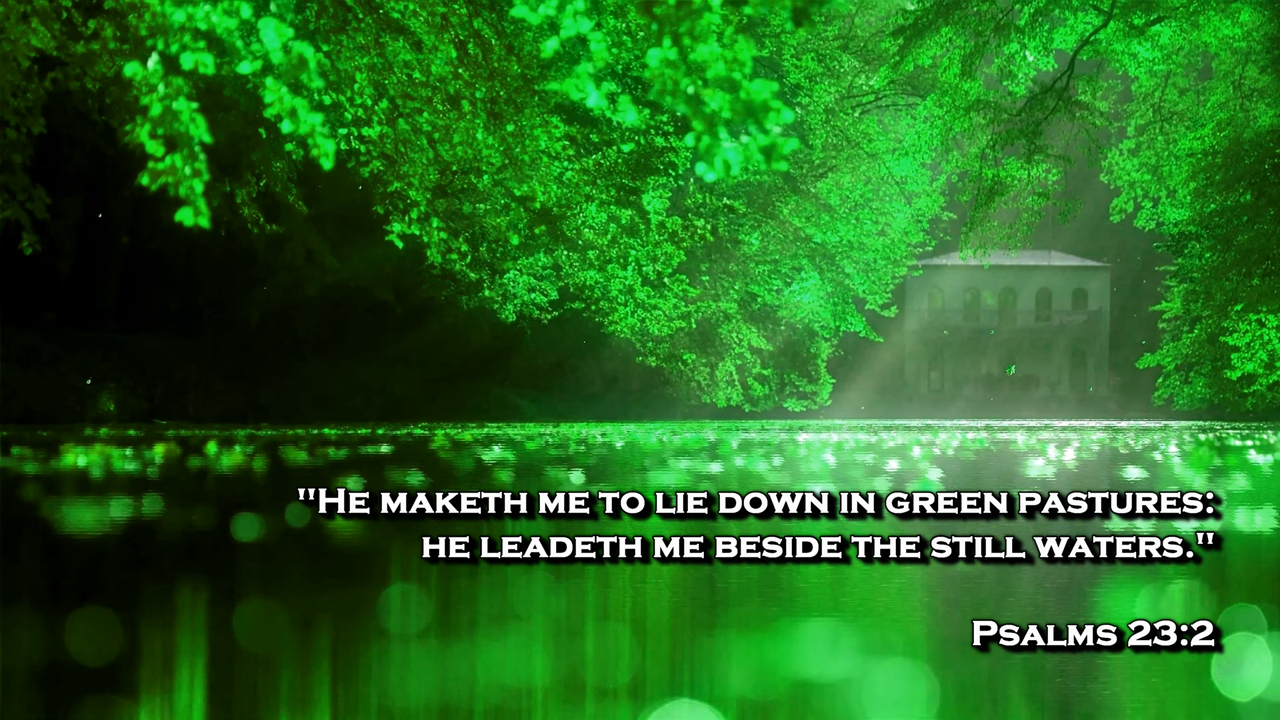 "He maketh me to lie down in green pastures:
he leadeth me beside the still waters."
Psalms 23:2